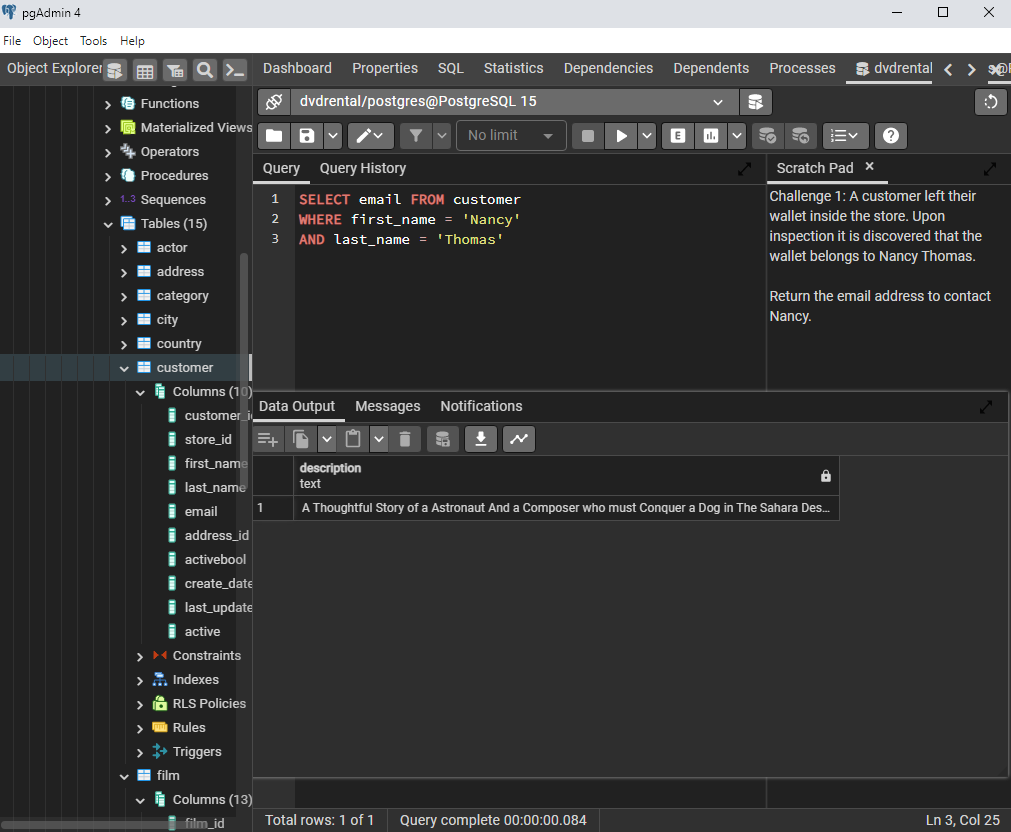 pgAdmin 4
File Object Tools Help
Object Explorer
Dashboard Properties SQL Statistics Dependencies Dependents Processes dvdrental
dvdrental/postgres@PostgreSQL 15
No limit
E
Query Query History
Scratch Pad
1 SELECT email FROM customer
2 WHERE first_name = 'Nancy'
3 AND last_name = 'Thomas'
Challenge 1: A customer left their
wallet inside the store. Upon
inspection it is discovered that the
wallet belongs to Nancy Thomas.
Return the email address to contact
Nancy.
Functions
Materialized Views
Operators
Procedures
1..3 Sequences
Tables (15)
actor
address
category
city
country
customer
Columns (10)
customer_i
store_id
first_name
last_name
email
address_id
activebool
create_date
last_update
active
Constraints
Indexes
RLS Policies
Rules
Triggers
film
Columns (13)
film_id
Data Output Messages Notifications
description
text
1 A Thoughtful Story of a Astronaut And a Composer who must Conquer a Dog in The Sahara Des...
Total rows: 1 of 1 Query complete 00:00:00.084 Ln 3, Col 25